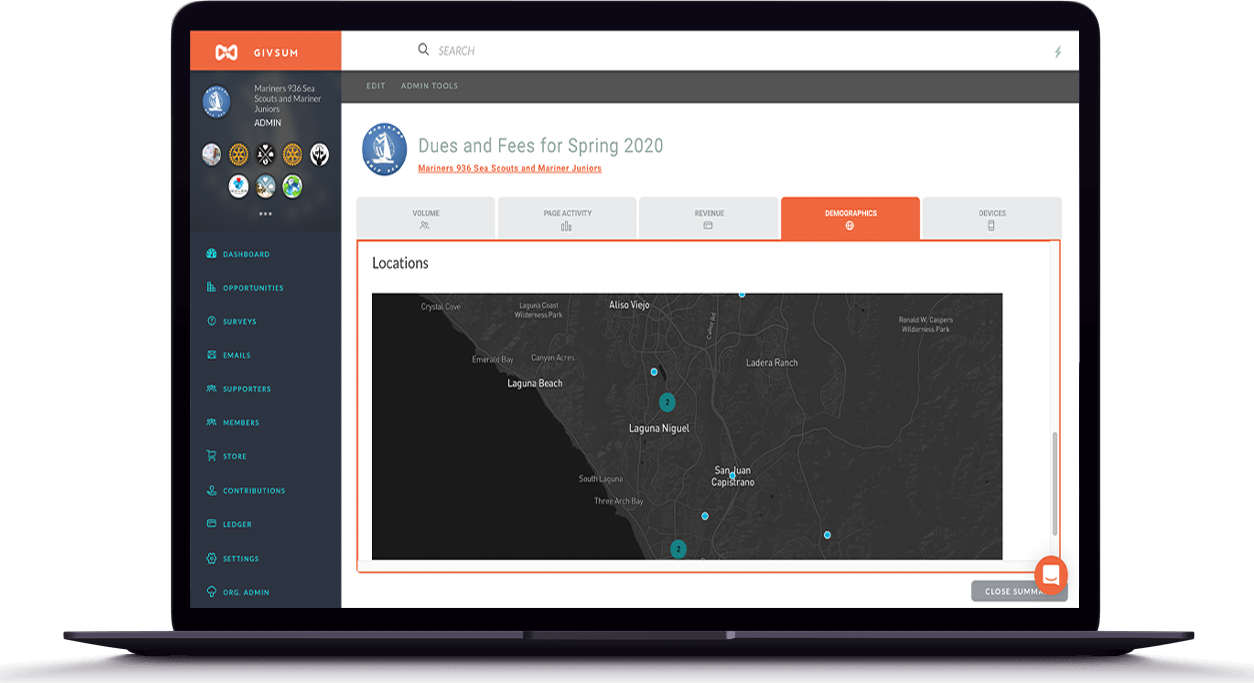 GIVSUM
SEARCH
Mariners 936 Sea
Scouts and Mariner
Juniors
ADMIN
EDIT
ADMIN TOOLS
Dues and Fees for Spring 2020
Mariners 936 Sea Scouts and Mariner Juniors
VOLUME
PAGE ACTIVITY
REVENUE
DEMOGRAPHICS
DEVICES
DASHBOARD
OPPORTUNITIES
SURVEYS
EMAILS
SUPPORTERS
MEMBERS
STORE
CONTRIBUTIONS
LEDGER
SETTINGS
ORG. ADMIN
Locations
Crystal Cove
Laguna Coast
Wilderness Park
Aliso Viejo
Ronald W. Caspers
Wilderness Park
Emerald Bay
Canyon Acres
Ladera Ranch
Laguna Beach
2
Laguna Niguel
San Juan
Capistrano
South Laguna
Three Arch Bay
2
CLOSE SUMMA